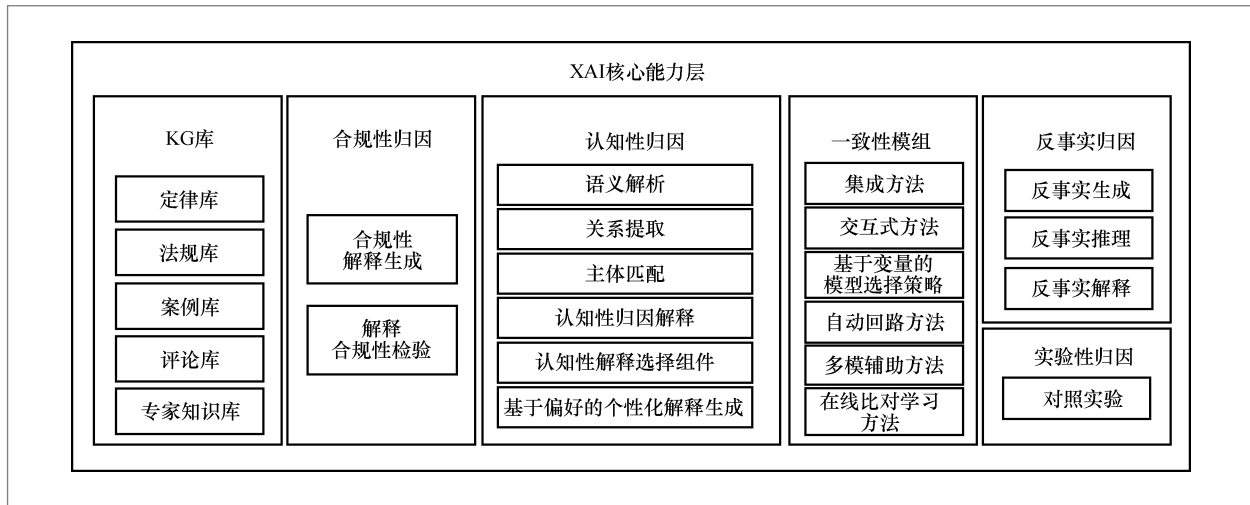 XAI核心能力层
KG库
定律库
法规库
案例库
评论库
专家知识库
合规性归因
合规性
解释生成
解释
合规性检验
认知性归因
语义解析
关系提取
主体匹配
认知性归因解释
认知性解释选择组件
基于偏好的个性化解释生成
一致性模组
集成方法
交互式方法
基于变量的
模型选择策略
自动回路方法
多模辅助方法
在线比对学习
方法
反事实归因
反事实生成
反事实推理
反事实解释
实验性归因
对照实验